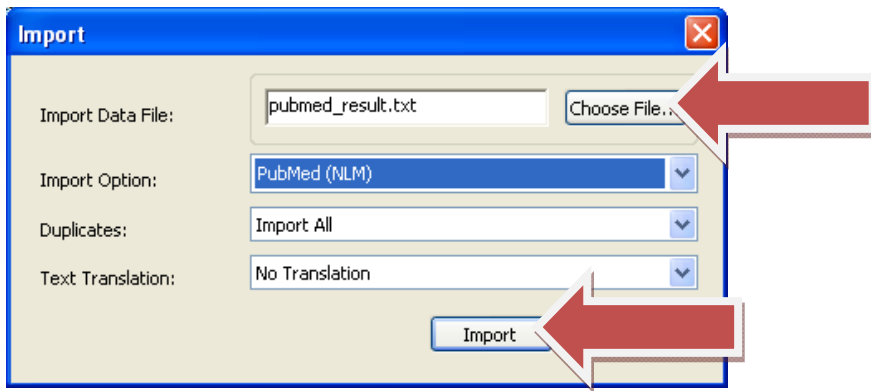 Import
Import Data File: pubmed_result.txt Choose File..
Import Option: PubMed (NLM)
Duplicates: Import All
Text Translation: No Translation
Import